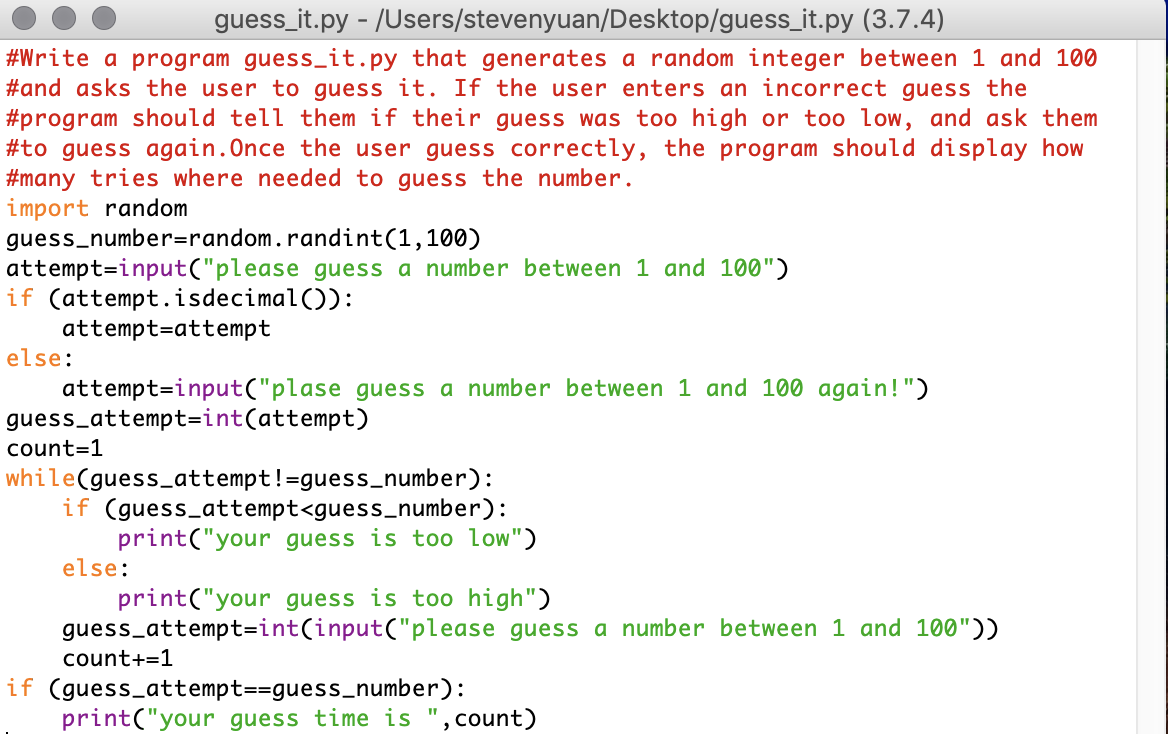 guess_it.py - /Users/stevenyuan/Desktop/guess_it.py (3.7.4)
#Write a program guess_it.py that generates a random integer between 1 and 100
#and asks the user to guess it. If the user enters an incorrect guess the
#program should tell them if their guess was too high or too low, and ask them
#to guess again.Once the user guess correctly, the program should display how
#many tries where needed to guess the number.
import random
guess_number=random.randint(1,100)
attempt=input("please guess a number between 1 and 100")
if (attempt.isdecimal()):
    attempt=attempt
else:
    attempt=input("plase guess a number between 1 and 100 again!")
guess_attempt=int(attempt)
count=1
while(guess_attempt!=guess_number):
    if (guess_attempt<guess_number):
        print("your guess is too low")
    else:
        print("your guess is too high")
    guess_attempt=int(input("please guess a number between 1 and 100"))
    count+=1
if (guess_attempt==guess_number):
    print("your guess time is ",count)